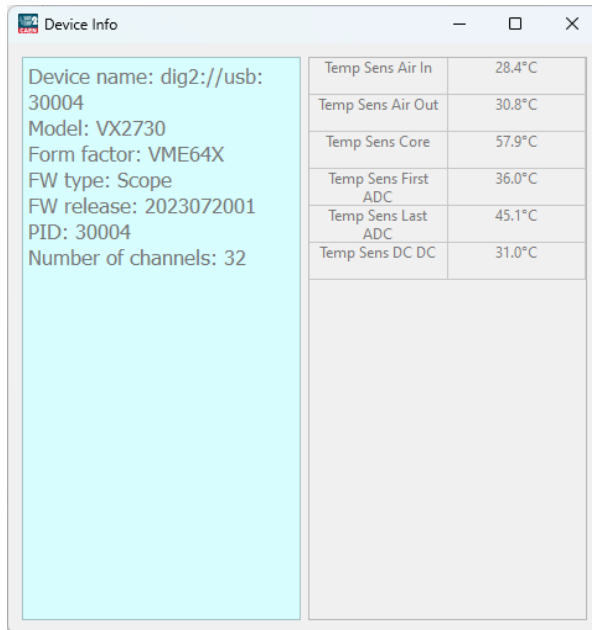 Device Info
Device name: dig2://usb:
30004
Model: VX2730
Form factor: VME64X
FW type: Scope
FW release: 2023072001
PID: 30004
Number of channels: 32
Temp Sens Air In 28.4°C
Temp Sens Air Out 30.8°C
Temp Sens Core 57.9°C
Temp Sens First 36.0°C
ADC
Temp Sens Last 45.1°C
ADC
Temp Sens DC DC 31.0°C